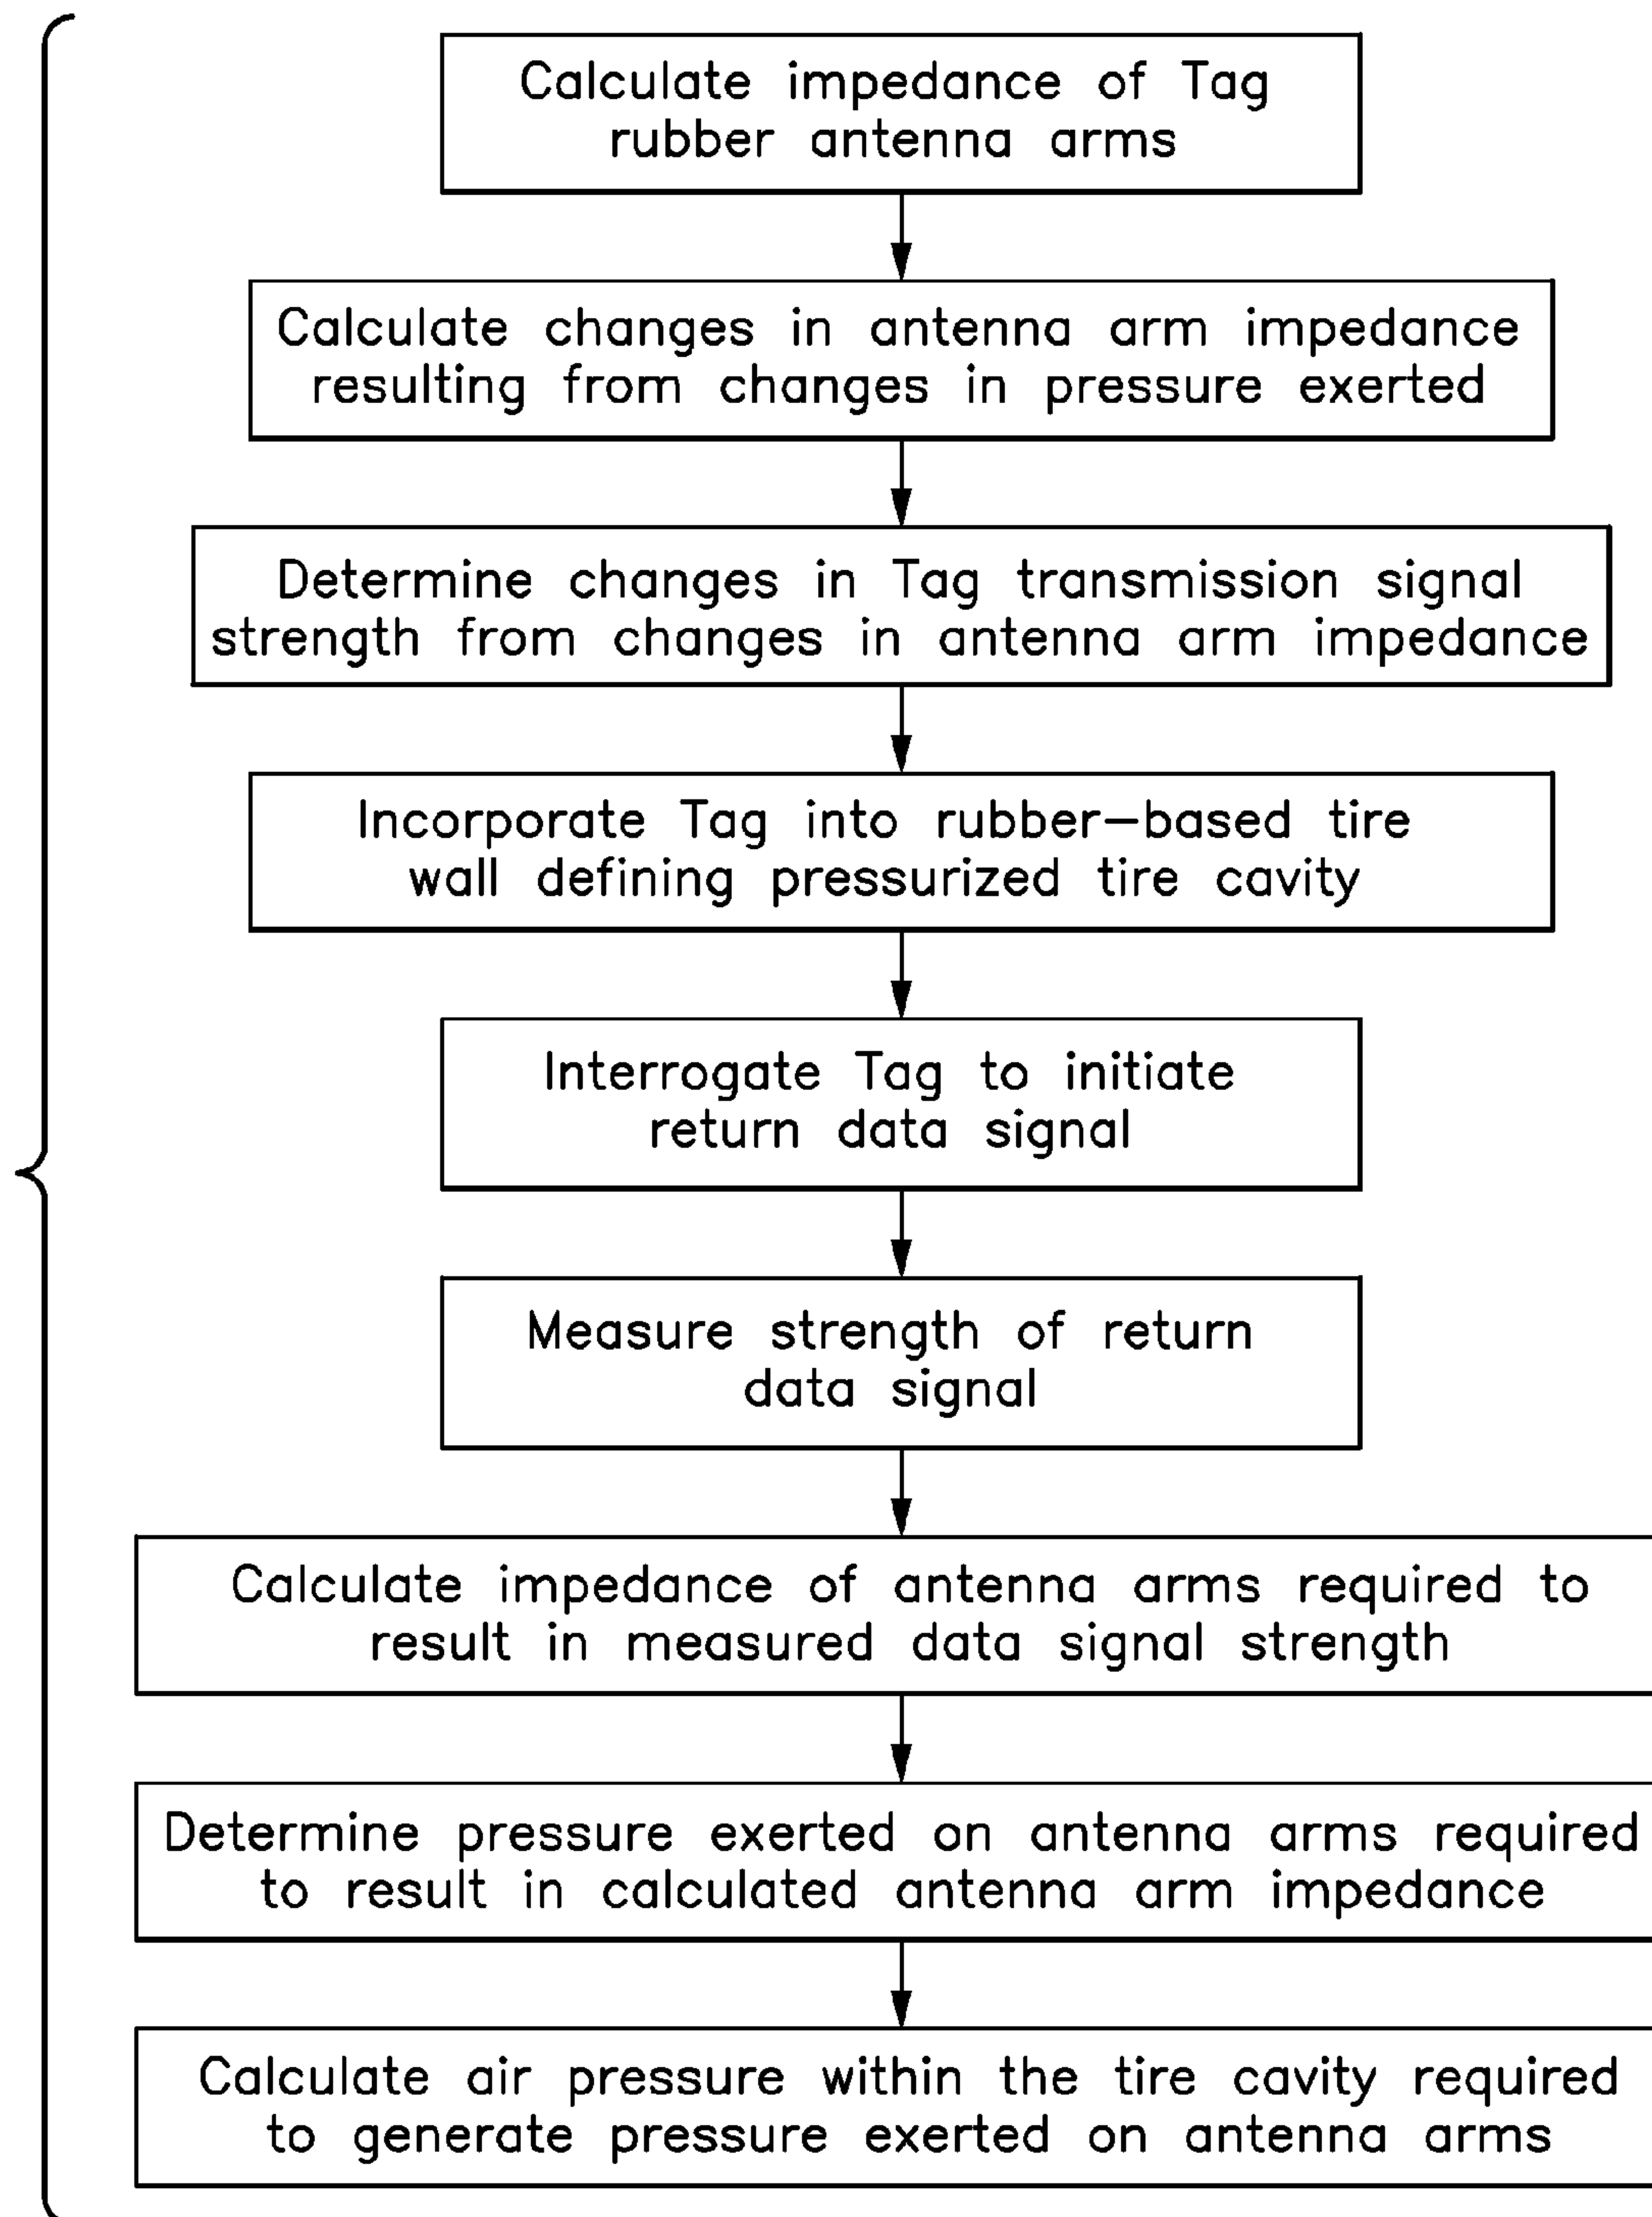 Calculate impedance of Tag
rubber antenna arms
Calculate changes in antenna arm impedance
resulting from changes in pressure exerted
Determine changes in Tag transmission signal
strength from changes in antenna arm impedance
Incorporate Tag into rubber-based tire
wall defining pressurized tire cavity
Interrogate Tag to initiate
return data signal
Measure strength of return
data signal
Calculate impedance of antenna arms required to
result in measured data signal strength
Determine pressure exerted on antenna arms required
to result in calculated antenna arm impedance
Calculate air pressure within the tire cavity required
to generate pressure exerted on antenna arms